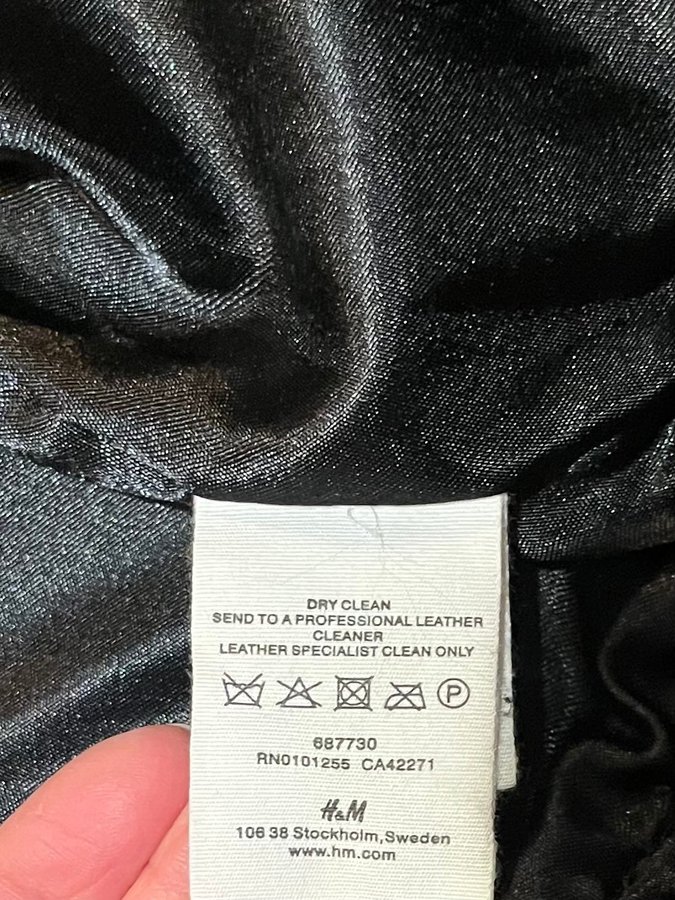 DRY CLEAN
SEND TO A PROFESSIONAL LEATHER
CLEANER
LEATHER SPECIALIST CLEAN ONLY
P
687730
RN0101255 CA42271
H&M
106 38 Stockholm,Sweden
www.hm.com